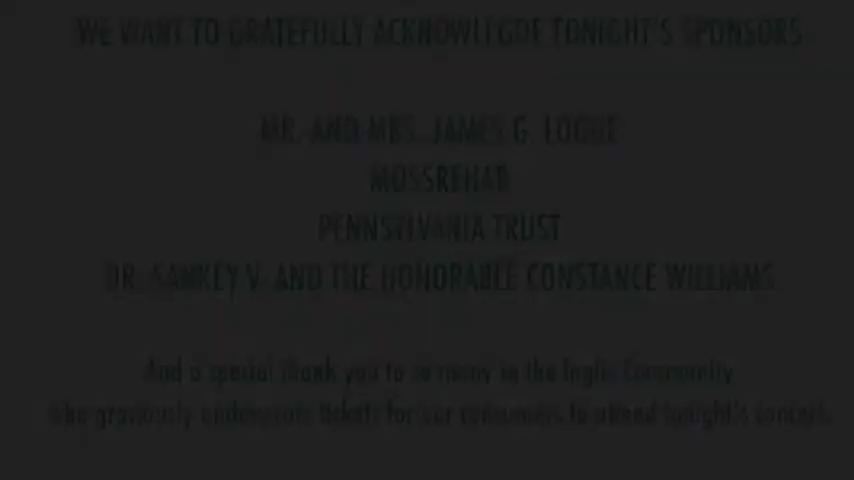 WE WANT TO GRATEFULLY ACKNOWLEGDE TONIGHT'S SPONSORS
MR. AND MRS. JAMES G. LOGUE
MOSSREHAB
PENNSYLVANIA TRUST
DR. SANKEY V. AND THE HONORABLE CONSTANCE WILLIAMS
And a special thank you to so many in the Inglis Community
who graciously underwrote tickets for our consumers to attend tonight's concert.